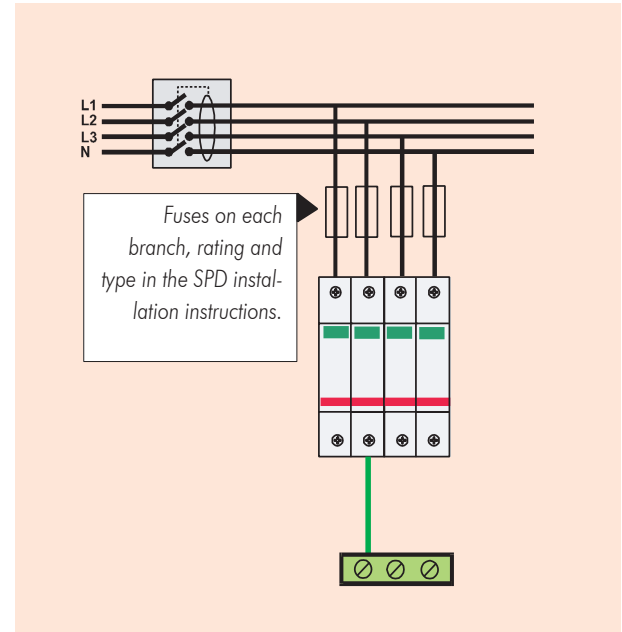 L1
L2
L3
N
Fuses on each
branch, rating and
type in the SPD instal-
lation instructions.